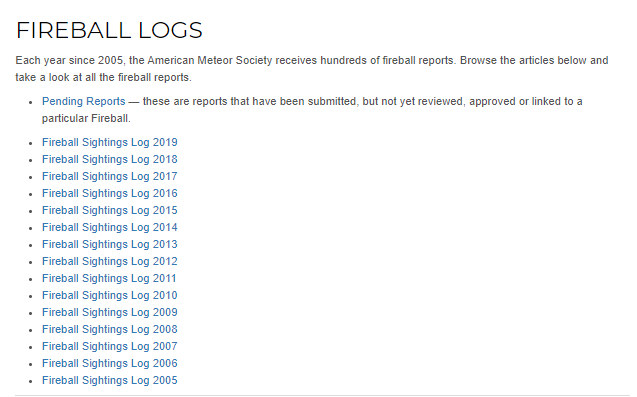 FIREBALL LOGS
Each year since 2005, the American Meteor Society receives hundreds of fireball reports. Browse the articles below and
take a look at all the fireball reports.
• Pending Reports — these are reports that have been submitted, but not yet reviewed, approved or linked to a
particular Fireball.
• Fireball Sightings Log 2019
• Fireball Sightings Log 2018
• Fireball Sightings Log 2017
• Fireball Sightings Log 2016
• Fireball Sightings Log 2015
• Fireball Sightings Log 2014
• Fireball Sightings Log 2013
• Fireball Sightings Log 2012
• Fireball Sightings Log 2011
• Fireball Sightings Log 2010
• Fireball Sightings Log 2009
• Fireball Sightings Log 2008
• Fireball Sightings Log 2007
• Fireball Sightings Log 2006
• Fireball Sightings Log 2005